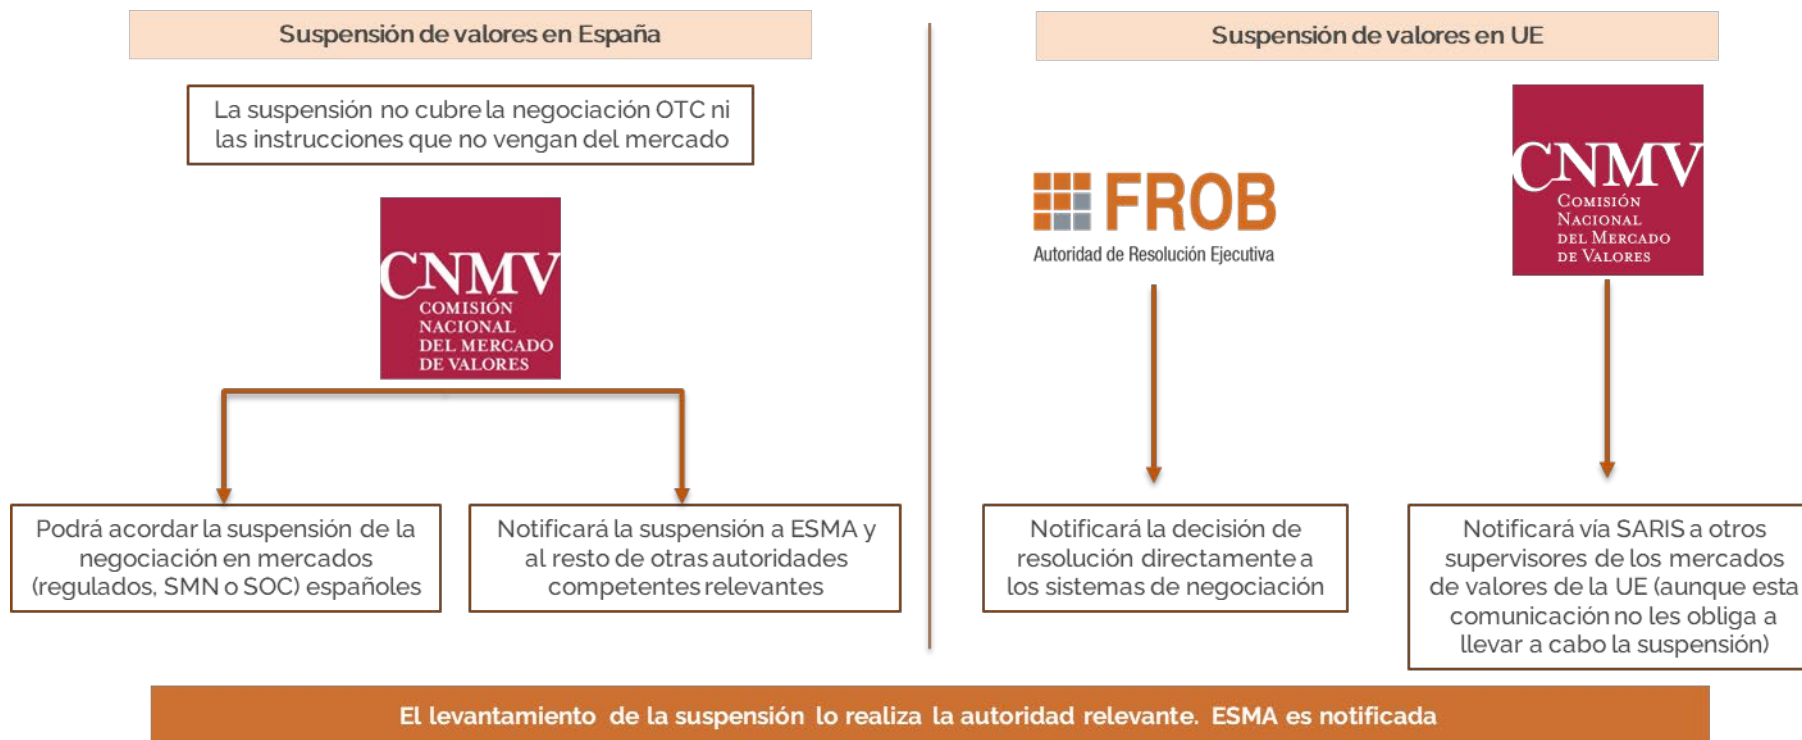 Suspensión de valores en España
La suspensión no cubre la negociación OTC ni
las instrucciones que no vengan del mercado
CNMV
COMISIÓN
NACIONAL
DEL MERCADO
DE VALORES
Podrá acordar la suspensión de la
negociación en mercados
(regulados, SMN o SOC) españoles
Notificará la suspensión a ESMA y
al resto de otras autoridades
competentes relevantes
Suspensión de valores en UE
FROB
Autoridad de Resolución Ejecutiva
CNMV
COMISIÓN
NACIONAL
DEL MERCADO
DE VALORES
Notificará la decisión de
resolución directamente a
los sistemas de negociación
Notificará vía SARIS a otros
supervisores de los mercados
de valores de la UE (aunque esta
comunicación no les obliga a
llevar a cabo la suspensión)
El levantamiento de la suspensión lo realiza la autoridad relevante. ESMA es notificada